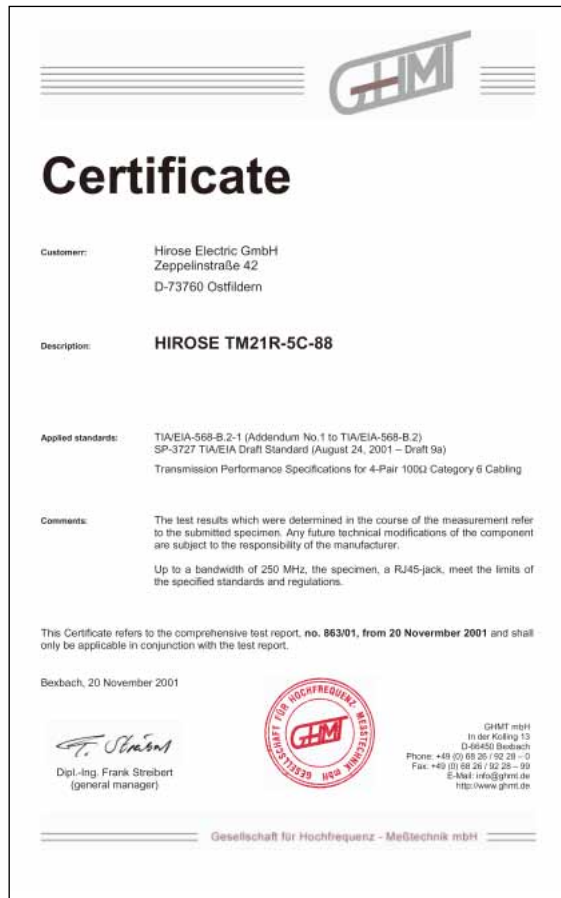 GHMT
Certificate
Customerr: Hirose Electric GmbH
Zeppelinstraße 42
D-73760 Ostfildern
Description: HIROSE TM21R-5C-88
Applied standards: TIA/EIA-568-B.2-1 (Addendum No.1 to TIA/EIA-568-B.2)
SP-3727 TIA/EIA Draft Standard (August 24, 2001 – Draft 9a)
Transmission Performance Specifications for 4-Pair 100Ω Category 6 Cabling
Comments: The test results which were determined in the course of the measurement refer
to the submitted specimen. Any future technical modifications of the component
are subject to the responsibility of the manufacturer.
Up to a bandwidth of 250 MHz, the specimen, a RJ45-jack, meet the limits of
the specified standards and regulations.
This Certificate refers to the comprehensive test report, no. 863/01, from 20 Novermber 2001 and shall
only be applicable in conjunction with the test report.
Bexbach, 20 November 2001
F. Streibert
Dipl.-Ing. Frank Streibert
(general manager)
GESELLSCHAFT FÜR HOCHFREQUENZ- MESSTECHNIK mbH
GHMT
GHMT mbH
In der Kolling 13
D-66450 Bexbach
Phone: +49 (0) 68 26 / 92 28 – 0
Fax: +49 (0) 68 26 / 92 28 – 99
E-Mail: info@ghmt.de
http://www.ghmt.de
Gesellschaft für Hochfrequenz - Meßtechnik mbH